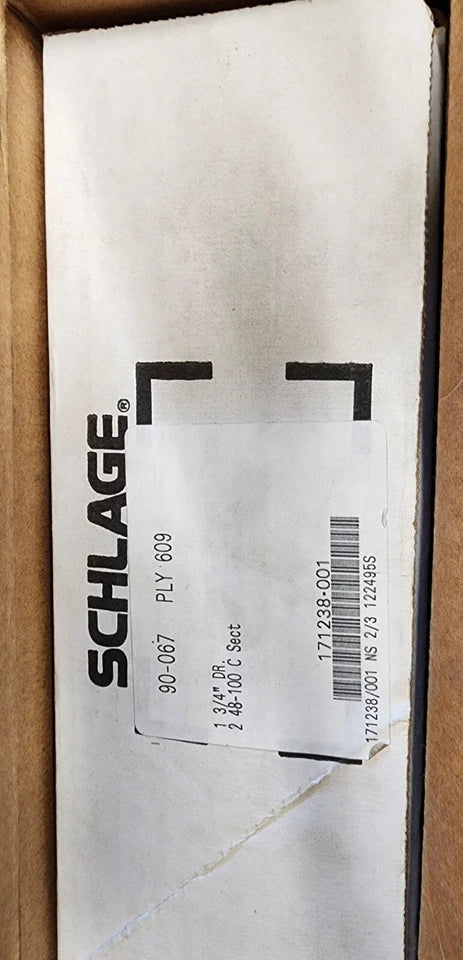 SCHLAGE®
90-067 PLY 609
1 3/4" DR.
2 48-100 C Sect
171238-001
171238/001 NS 2/3 122495S